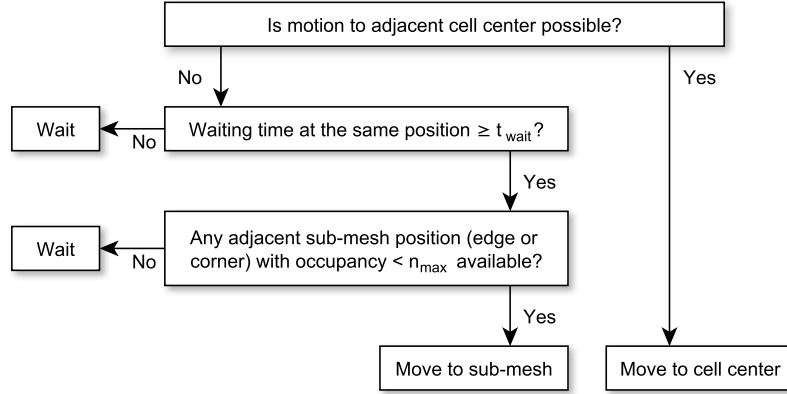 Is motion to adjacent cell center possible?
No
Yes
Wait
No
Waiting time at the same position ≥ t wait ?
Yes
Wait
No
Any adjacent sub-mesh position (edge or
corner) with occupancy < nmax available?
Yes
Move to sub-mesh
Move to cell center